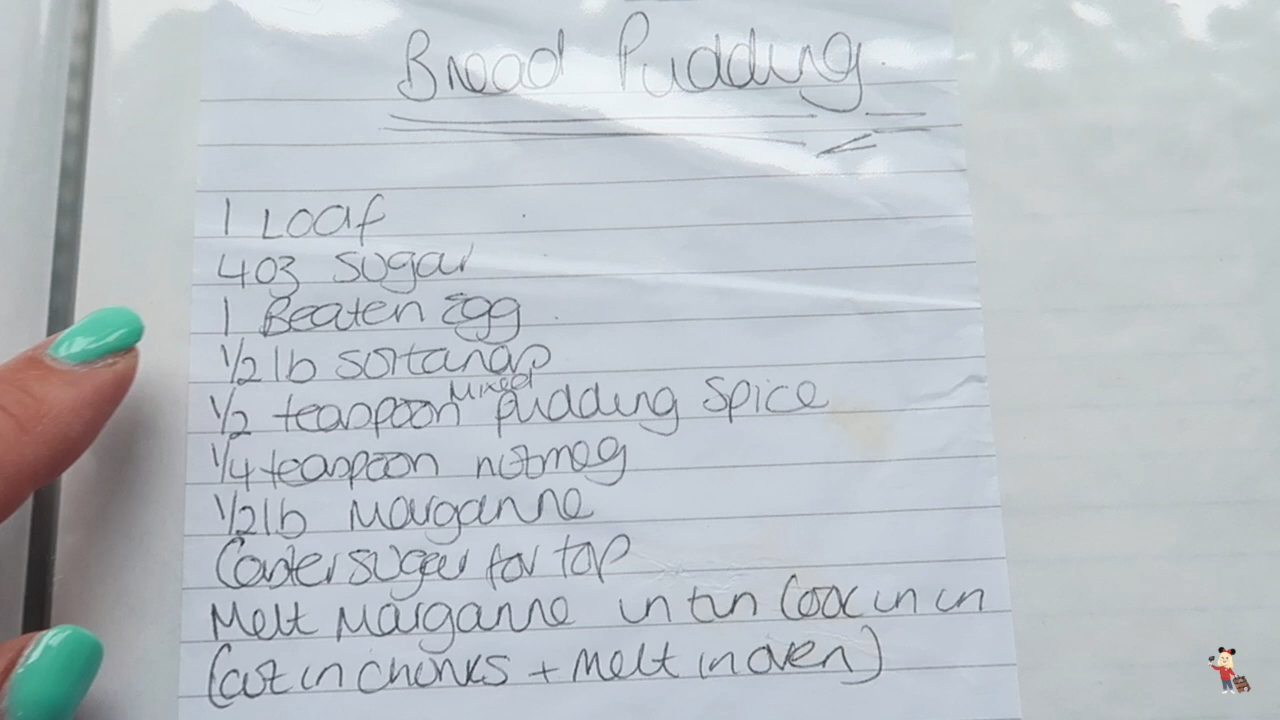 Bread Pudding
1 Loaf
4oz sugar
1 Beaten Egg
1/2 lb soltanas
1/2 teaspoon Mixed pudding spice
1/4 teaspoon nutmeg
1/2 lb Margarine
Caster sugar for top
Melt Margarine in tin Cook in in
(cut in chunks + melt in oven)